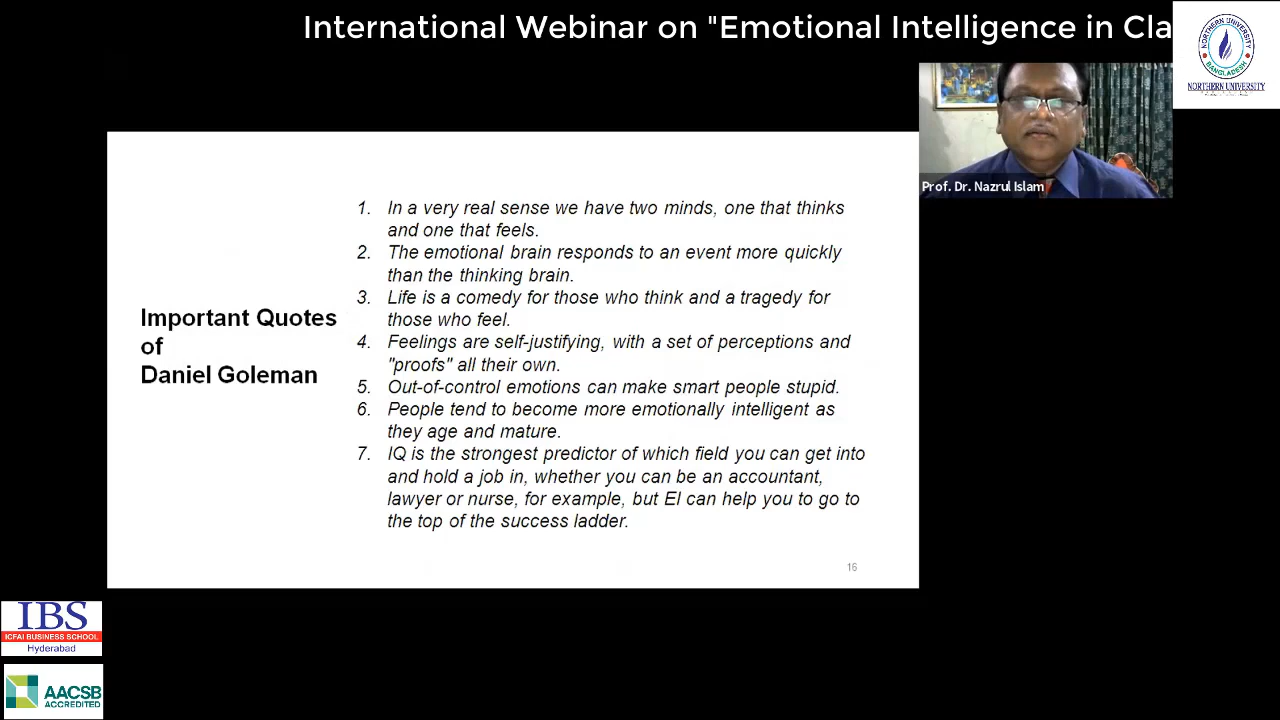 International Webinar on "Emotional Intelligence in Cla
NORTHERN UNIVERSITY
BANGLADESH
NORTHERN UNIVERSITY
Prof. Dr. Nazrul Islam
Important Quotes
of
Daniel Goleman
1. In a very real sense we have two minds, one that thinks
and one that feels.
2. The emotional brain responds to an event more quickly
than the thinking brain.
3. Life is a comedy for those who think and a tragedy for
those who feel.
4. Feelings are self-justifying, with a set of perceptions and
"proofs" all their own.
5. Out-of-control emotions can make smart people stupid.
6. People tend to become more emotionally intelligent as
they age and mature.
7. IQ is the strongest predictor of which field you can get into
and hold a job in, whether you can be an accountant,
lawyer or nurse, for example, but EI can help you to go to
the top of the success ladder.
16
IBS
ICFAI BUSINESS SCHOOL
Hyderabad
AACSB
ACCREDITED